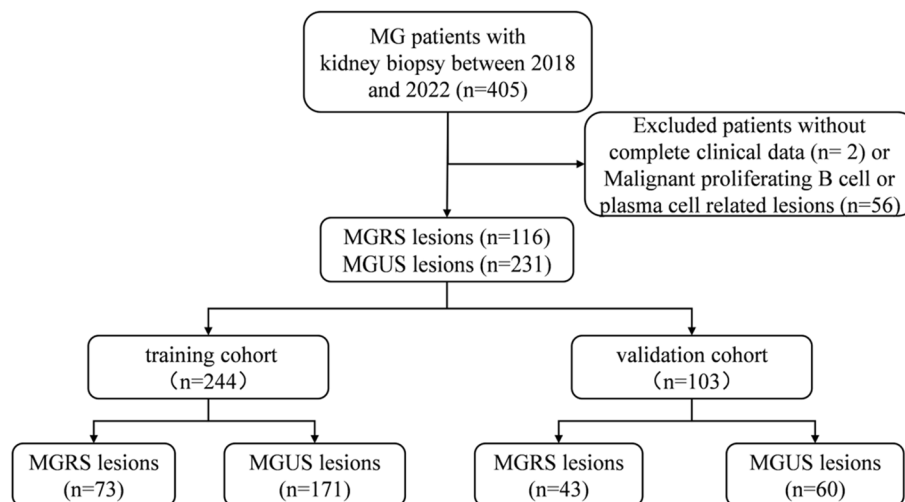 MG patients with
kidney biopsy between 2018
and 2022 (n=405)
Excluded patients without
complete clinical data (n= 2) or
Malignant proliferating B cell or
plasma cell related lesions (n=56)
MGRS lesions (n=116)
MGUS lesions (n=231)
training cohort
（n=244）
validation cohort
（n=103）
MGRS lesions
(n=73)
MGUS lesions
(n=171)
MGRS lesions
(n=43)
MGUS lesions
(n=60)